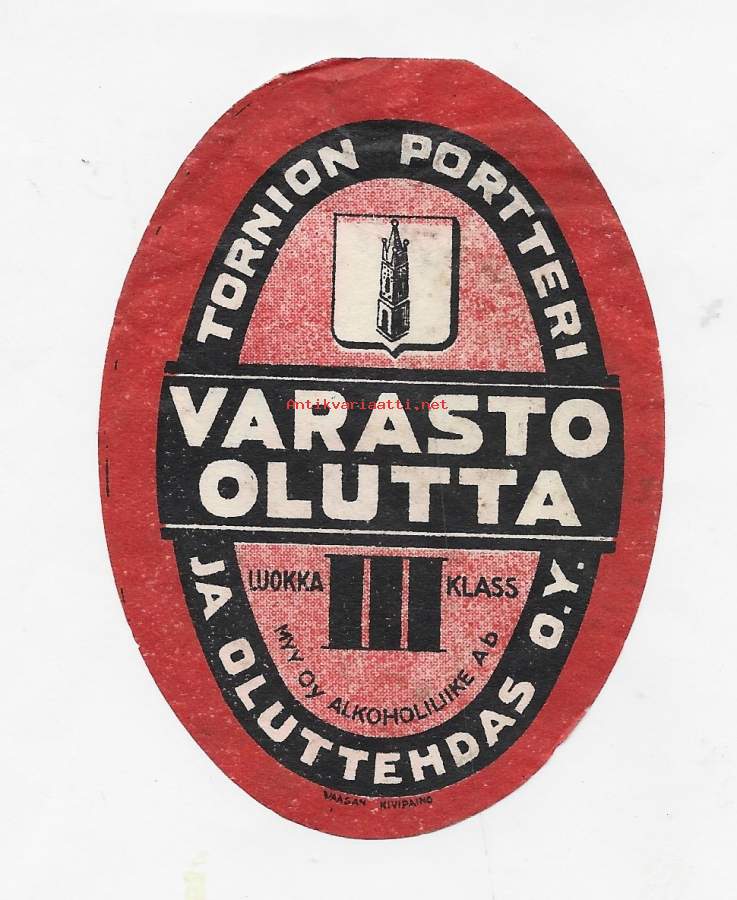 TORNION PORTTERI
VARASTO
OLUTTA
LUOKKA III KLASS
MYY OY ALKOHOLILIIKE AB
JA OLUTTEHDAS O.Y.
VAASAN KIVIPAINO
Antikvariaatti.net